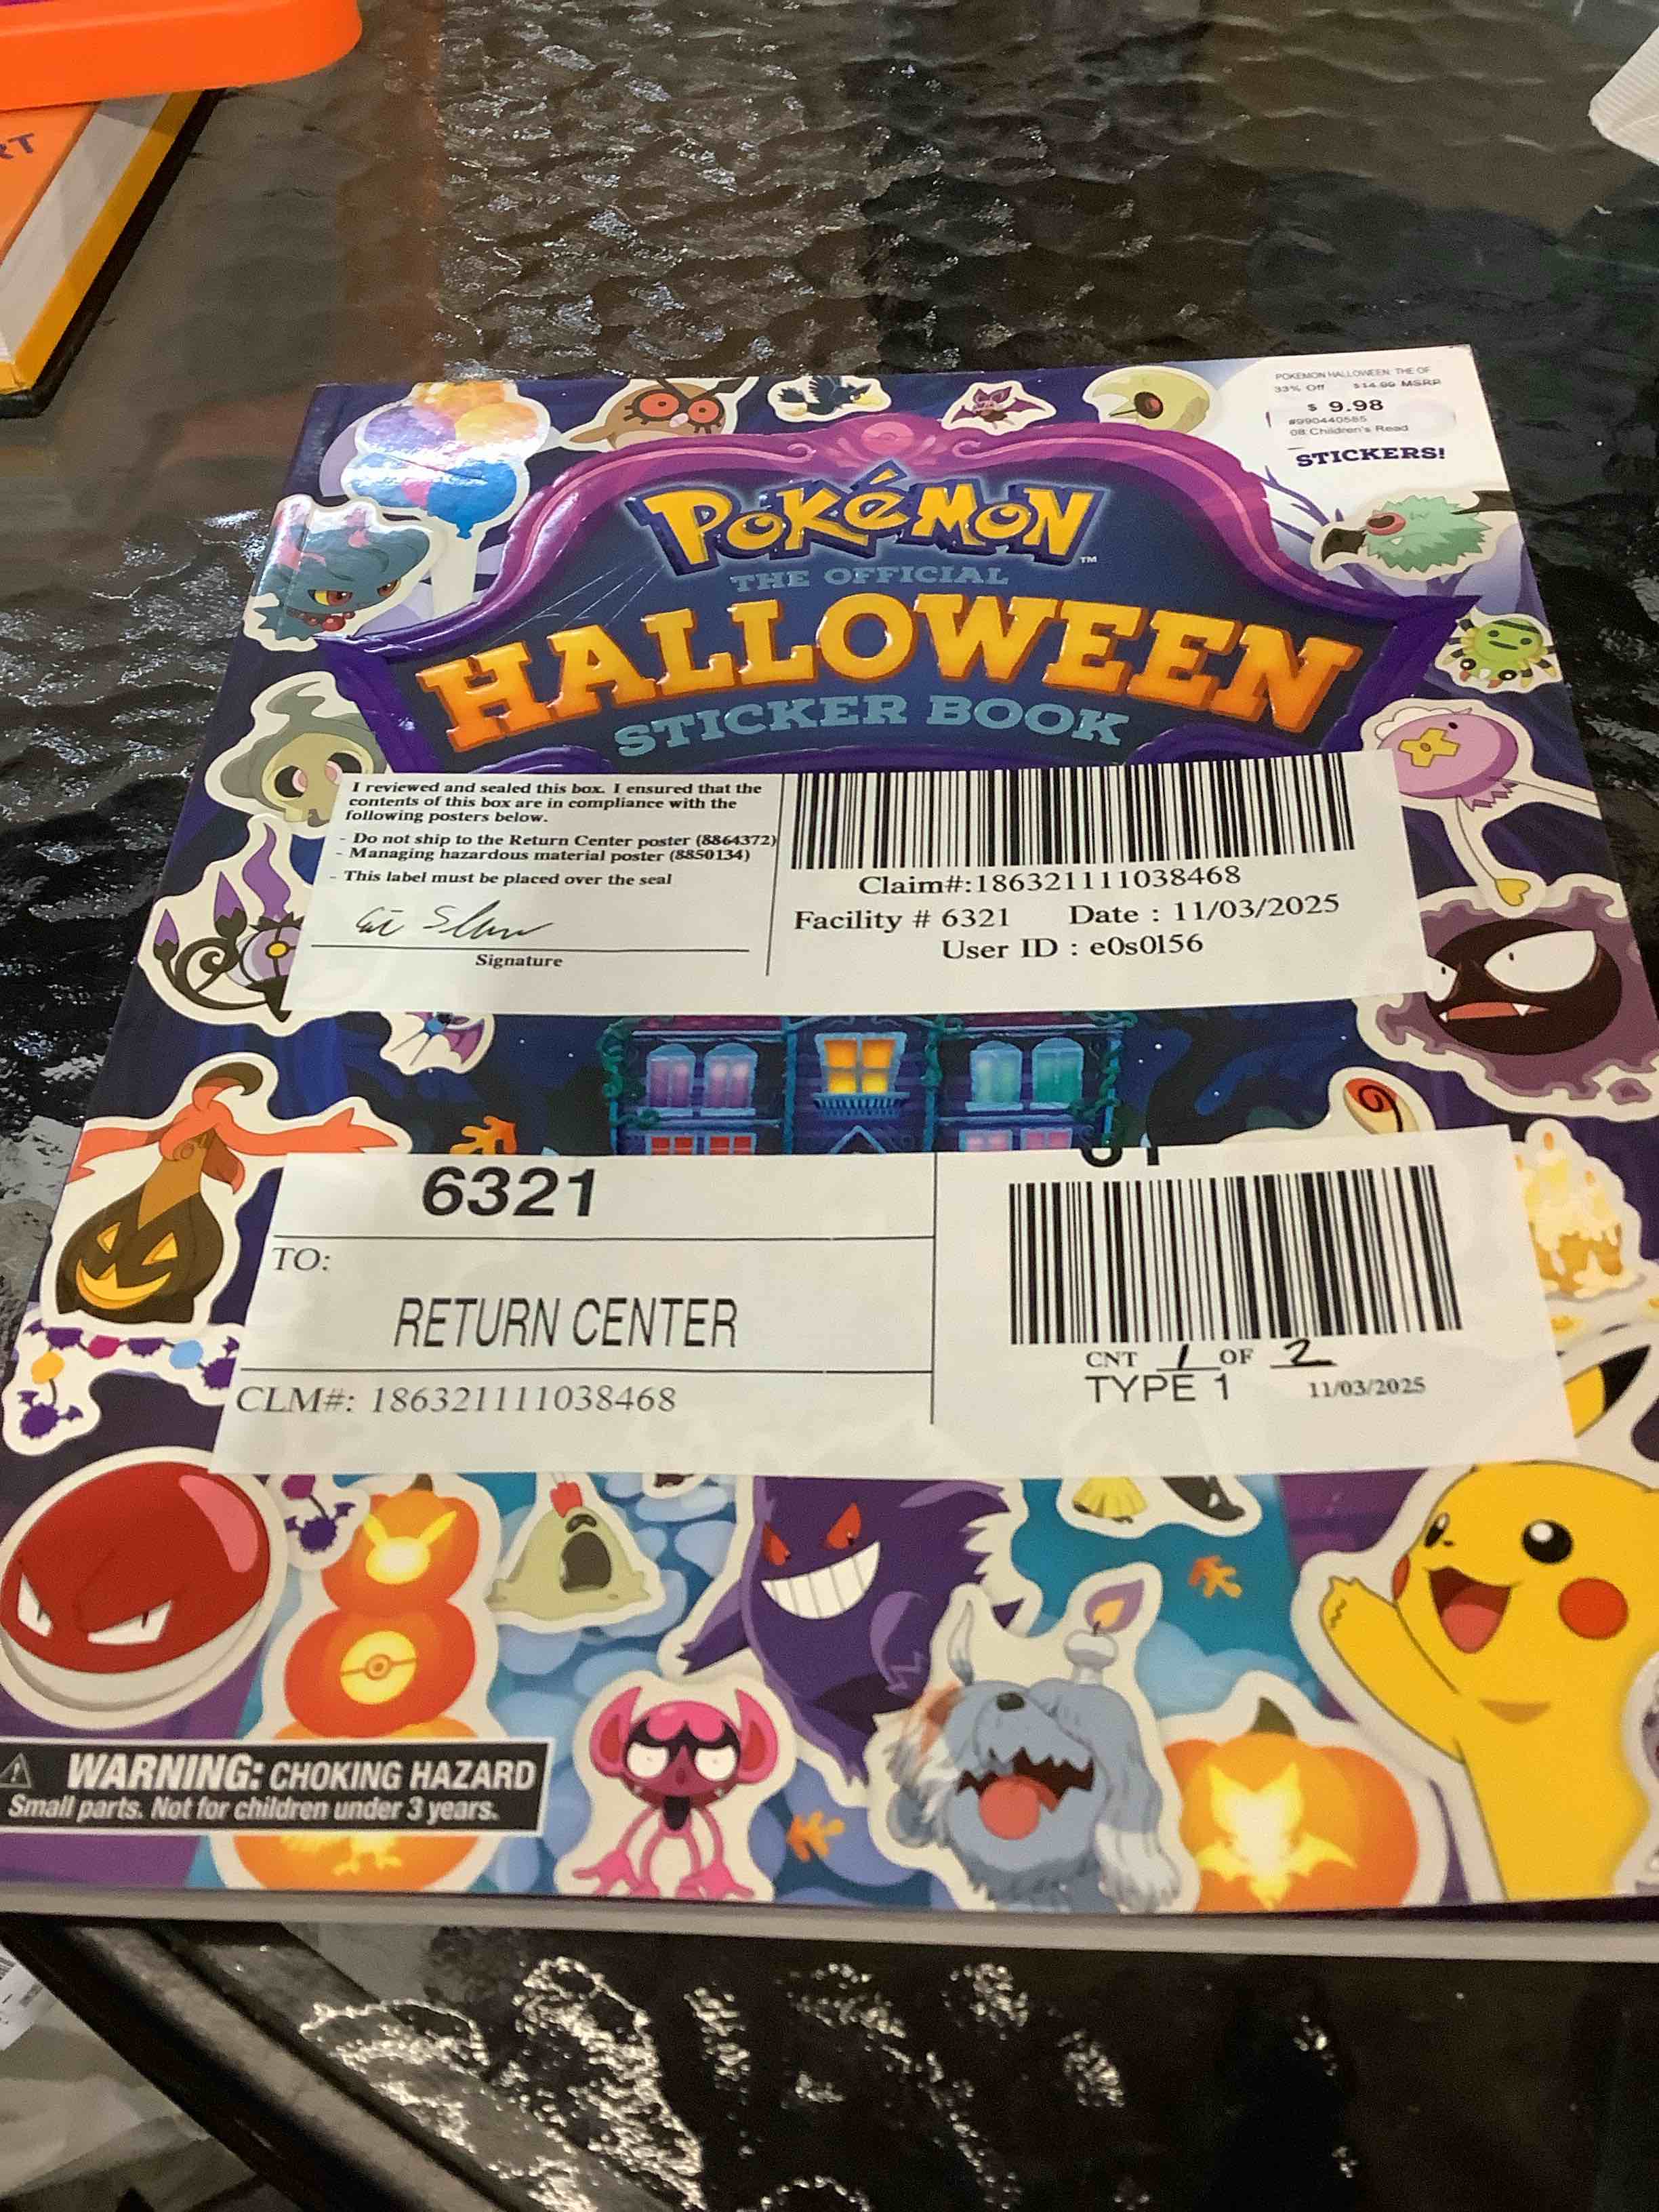 RT
POKEMON HALLOWEEN: THE OF
33% Off $14.99 MSRP
$ 9.98
#990440585
08 Children's Read
STICKERS!
POKéMON™
THE OFFICIAL
HALLOWEEN
STICKER BOOK
I reviewed and sealed this box. I ensured that the
contents of this box are in compliance with the
following posters below.
- Do not ship to the Return Center poster (8864372)
- Managing hazardous material poster (8850134)
- This label must be placed over the seal
Signature
Claim#:186321111038468
Facility # 6321 Date : 11/03/2025
User ID : e0s0l56
6321
TO:
RETURN CENTER
CLM#: 186321111038468
CNT 1 OF 2
TYPE 1 11/03/2025
WARNING: CHOKING HAZARD
Small parts. Not for children under 3 years.